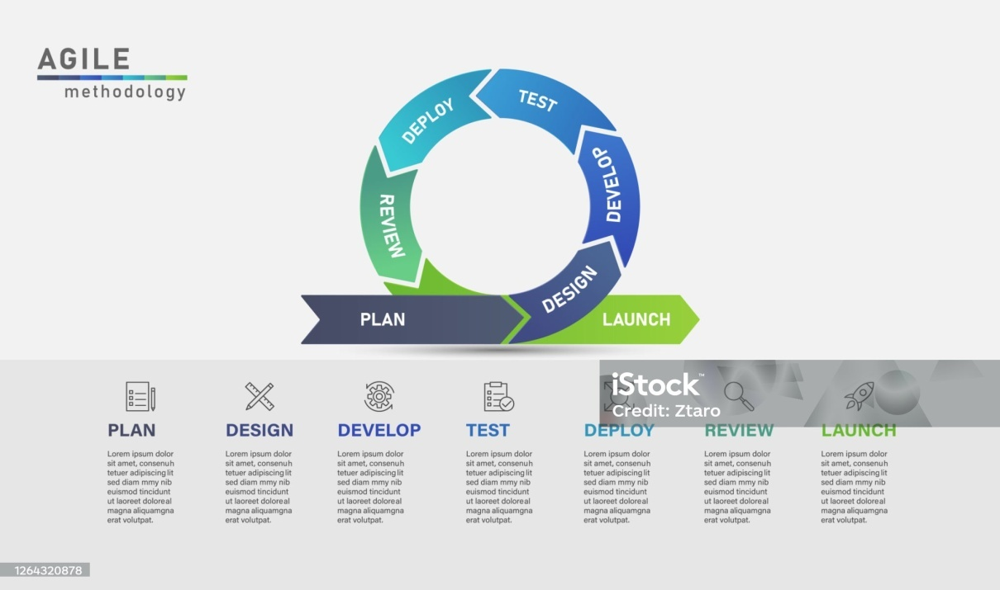 AGILE
methodology
DEPLOY
TEST
DEVELOP
REVIEW
DESIGN
PLAN
LAUNCH
iStock™
Credit: Ztaro
PLAN
Lorem ipsum dolor
sit amet, consenuh
tetuer adipiscing lit
sed diam mmy nib
euismod tincidunt
ut laoreet doloreal
magna aliquamgna
erat volutpat.
DESIGN
Lorem ipsum dolor
sit amet, consenuh
tetuer adipiscing lit
sed diam mmy nib
euismod tincidunt
ut laoreet doloreal
magna aliquamgna
erat volutpat.
DEVELOP
Lorem ipsum dolor
sit amet, consenuh
tetuer adipiscing lit
sed diam mmy nib
euismod tincidunt
ut laoreet doloreal
magna aliquamgna
erat volutpat.
TEST
Lorem ipsum dolor
sit amet, consenuh
tetuer adipiscing lit
sed diam mmy nib
euismod tincidunt
ut laoreet doloreal
magna aliquamgna
erat volutpat.
DEPLOY
Lorem ipsum dolor
sit amet, consenuh
tetuer adipiscing lit
sed diam mmy nib
euismod tincidunt
ut laoreet doloreal
magna aliquamgna
erat volutpat.
REVIEW
Lorem ipsum dolor
sit amet, consenuh
tetuer adipiscing lit
sed diam mmy nib
euismod tincidunt
ut laoreet doloreal
magna aliquamgna
erat volutpat.
LAUNCH
Lorem ipsum dolor
sit amet, consenuh
tetuer adipiscing lit
sed diam mmy nib
euismod tincidunt
ut laoreet doloreal
magna aliquamgna
erat volutpat.
1264320878